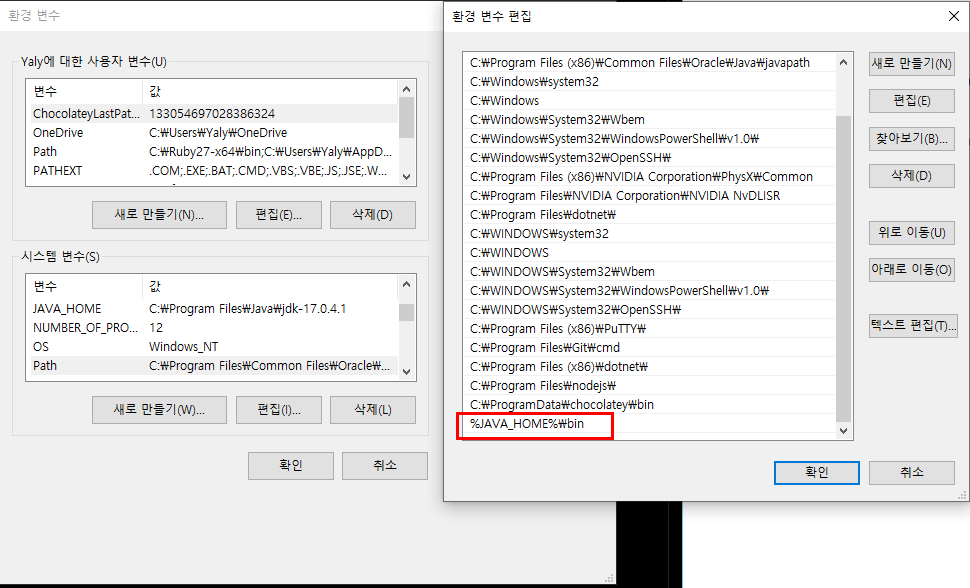 환경 변수
Yaly에 대한 사용자 변수(U)
변수 값
ChocolateyLastPat... 133054697028386324
OneDrive C:₩Users₩Yaly₩OneDrive
Path C:₩Ruby27-x64₩bin;C:₩Users₩Yaly₩AppD...
PATHEXT .COM;.EXE;.BAT;.CMD;.VBS;.VBE;.JS;.JSE;.W...
새로 만들기(N)... 편집(E)... 삭제(D)
시스템 변수(S)
변수 값
JAVA_HOME C:₩Program Files₩Java₩jdk-17.0.4.1
NUMBER_OF_PRO... 12
OS Windows_NT
Path C:₩Program Files₩Common Files₩Oracle₩...
새로 만들기(W)... 편집(I)... 삭제(L)
확인 취소
환경 변수 편집
C:₩Program Files (x86)₩Common Files₩Oracle₩Java₩javapath
C:₩Windows₩system32
C:₩Windows
C:₩Windows₩System32₩Wbem
C:₩Windows₩System32₩WindowsPowerShell₩v1.0₩
C:₩Windows₩System32₩OpenSSH₩
C:₩Program Files (x86)₩NVIDIA Corporation₩PhysX₩Common
C:₩Program Files₩NVIDIA Corporation₩NVIDIA NvDLISR
C:₩Program Files₩dotnet₩
C:₩WINDOWS₩system32
C:₩WINDOWS
C:₩WINDOWS₩System32₩Wbem
C:₩WINDOWS₩System32₩WindowsPowerShell₩v1.0₩
C:₩WINDOWS₩System32₩OpenSSH₩
C:₩Program Files (x86)₩PuTTY₩
C:₩Program Files₩Git₩cmd
C:₩Program Files (x86)₩dotnet₩
C:₩Program Files₩nodejs₩
C:₩ProgramData₩chocolatey₩bin
%JAVA_HOME%₩bin
새로 만들기(N)
편집(E)
찾아보기(B)...
삭제(D)
위로 이동(U)
아래로 이동(O)
텍스트 편집(T)...
확인 취소